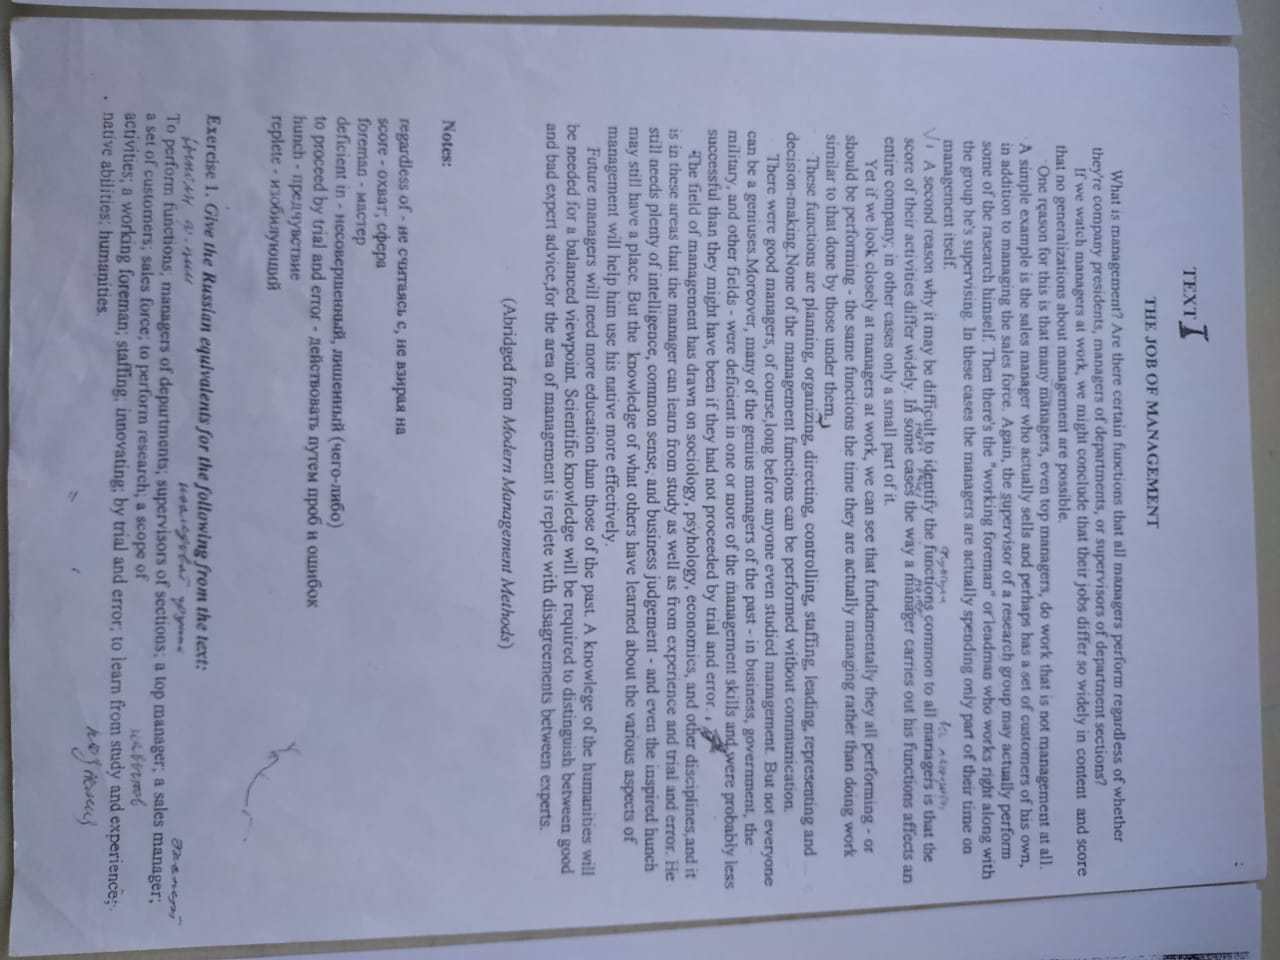 TEXT I
THE JOB OF MANAGEMENT
What is management? Are there certain functions that all managers perform regardless of whether
they're company presidents, managers of departments, or supervisors of department sections?
If we watch managers at work, we might conclude that their jobs differ so widely in content and score
that no generalizations about management are possible.
One reason for this is that many managers, even top managers, do work that is not management at all.
A simple example is the sales manager who actually sells and perhaps has a set of customers of his own,
in addition to managing the sales force. Again, the supervisor of a research group may actually perform
some of the rasearch himself. Then there's the "working foreman" or leadman who works right along with
the group he's supervising. In these cases the managers are actually spending only part of their time on
management itself.
A second reason why it may be difficult to identify the functions common to all managers is that the
score of their activities differ widely. In some cases the way a manager carries out his functions affects an
entire company; in other cases only a small part of it.
Yet if we look closely at managers at work, we can see that fundamentally they all performing - or
should be performing - the same functions the time they are actually managing rather than doing work
similar to that done by those under them.
These functions are planning, organizing, directing, controlling, staffing, leading, representing and
decision-making.None of the management functions can be performed without communication.
There were good managers, of course,long before anyone even studied management. But not everyone
can be a geniuses.Moreover, many of the genius managers of the past - in business, government, the
military, and other fields - were deficient in one or more of the management skills and were probably less
successful than they might have been if they had not proceeded by trial and error.
The field of management has drawn on sociology, psyhology, economics, and other disciplines,and it
is in these areas that the manager can learn from study as well as from experience and trial and error. He
still needs plenty of intelligence, common sense, and business judgement - and even the inspired hunch
may still have a place. But the knowledge of what others have learned about the various aspects of
management will help him use his native more effectively.
Future managers will need more education than those of the past. A knowlege of the humanities will
be needed for a balanced viewpoint. Scientific knowledge will be required to distinguish between good
and bad expert advice,for the area of management is replete with disagreements between experts.
(Abridged from Modern Management Methods)
Notes:
regardless of - не считаясь с, не взирая на
score - охват; сфера
foreman - мастер
deficient in - несовершенный, лишенный (чего-либо)
to proceed by trial and error - действовать путем проб и ошибок
hunch - предчувствие
replete - изобилующий
Exercise 1. Give the Russian equivalents for the following from the text:
To perform functions; managers of departments; supervisors of sections; a top manager; a sales manager;
a set of customers; sales force; to perform research; a scope of
activities; a working foreman; staffing; innovating; by trial and error; to learn from study and experience;
native abilities; humanities.